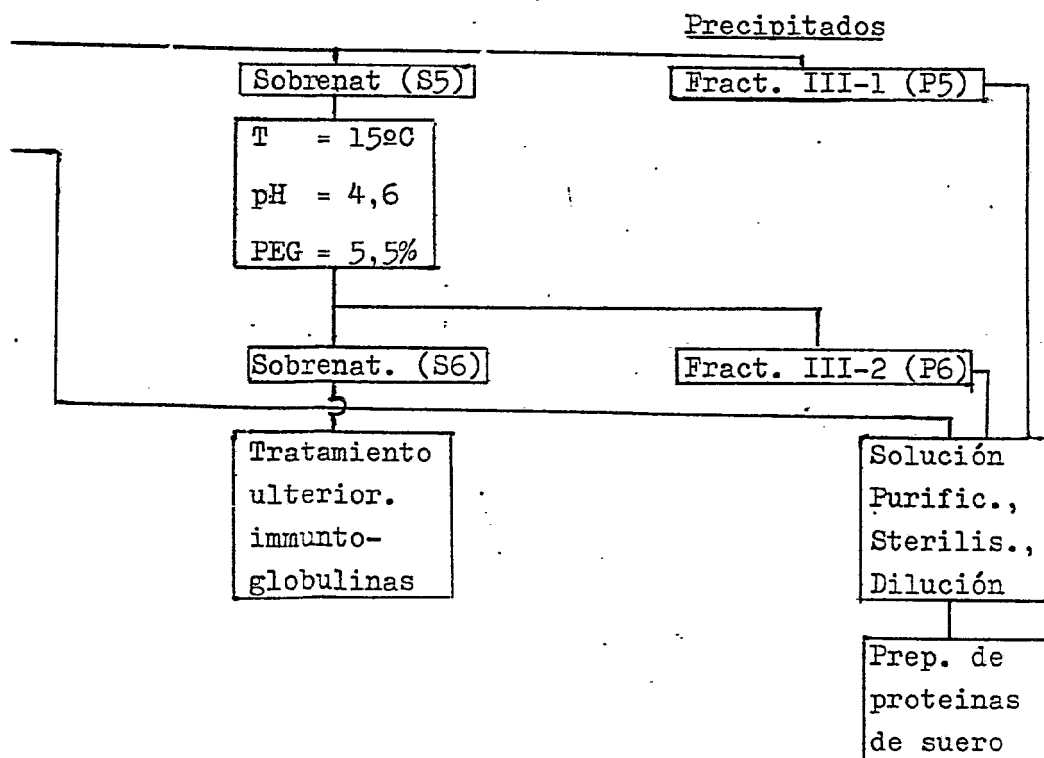 Precipitados
Sobrenat (S5)
Fract. III-1 (P5)
T = 15ºC
pH = 4,6
PEG = 5,5%
Sobrenat. (S6)
Fract. III-2 (P6)
Tratamiento
ulterior.
immunto-
globulinas
Solución
Purific.,
Sterilis.,
Dilución
Prep. de
proteinas
de suero